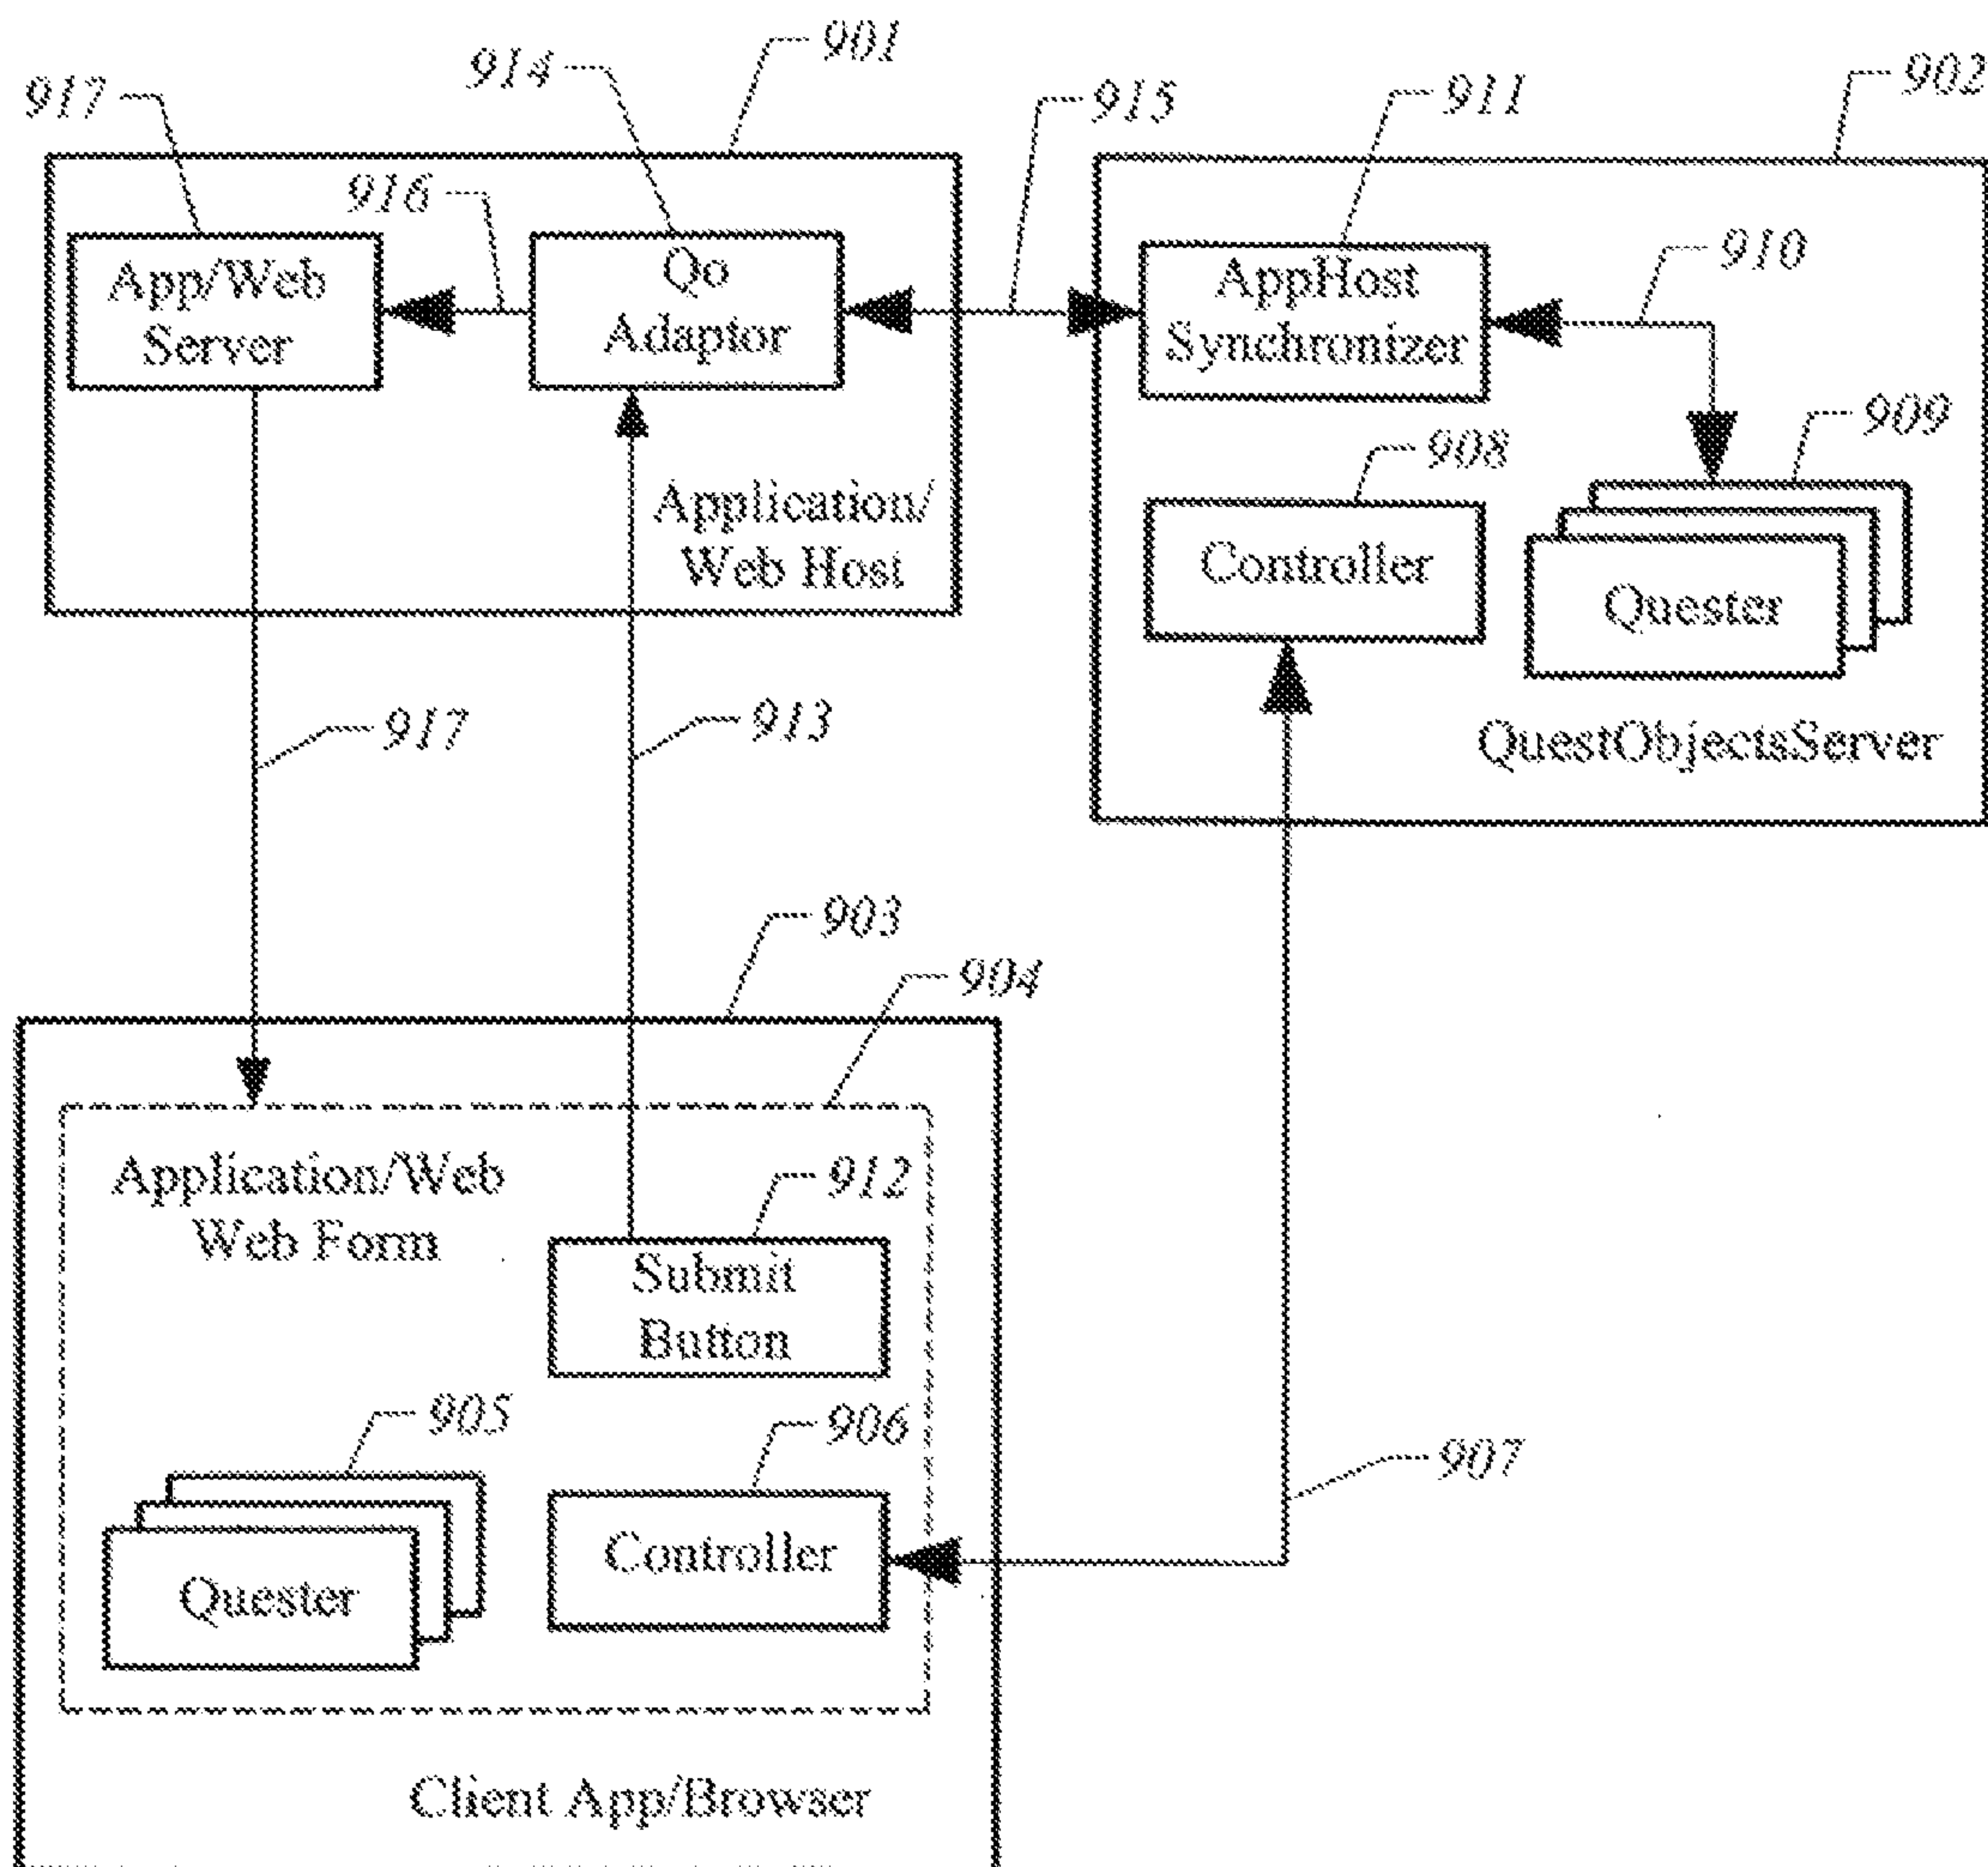 901
914
917
915
911
902
916
910
App/Web
Server
Qo
Adaptor
AppHost
Synchronizer
909
908
Application/
Web Host
Controller
Quester
917
913
QuestObjectsServer
903
904
Application/Web
Web Form
912
Submit
Button
905
906
907
Controller
Quester
Client App/Browser